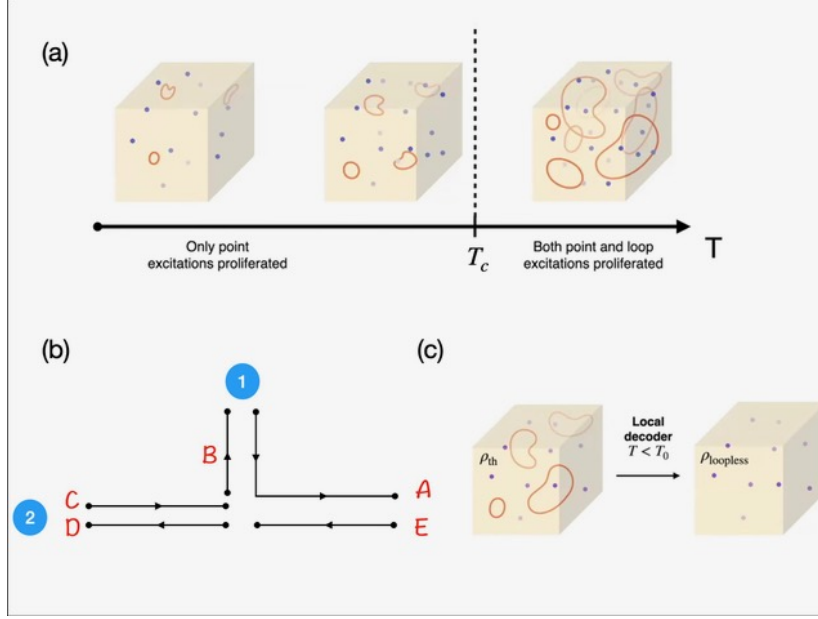 (a)
Only point
excitations proliferated
T_c
Both point and loop
excitations proliferated
T
(b)
1
B
C
A
2
D
E
(c)
ρ_th
Local
decoder
T < T_0
ρ_loopless